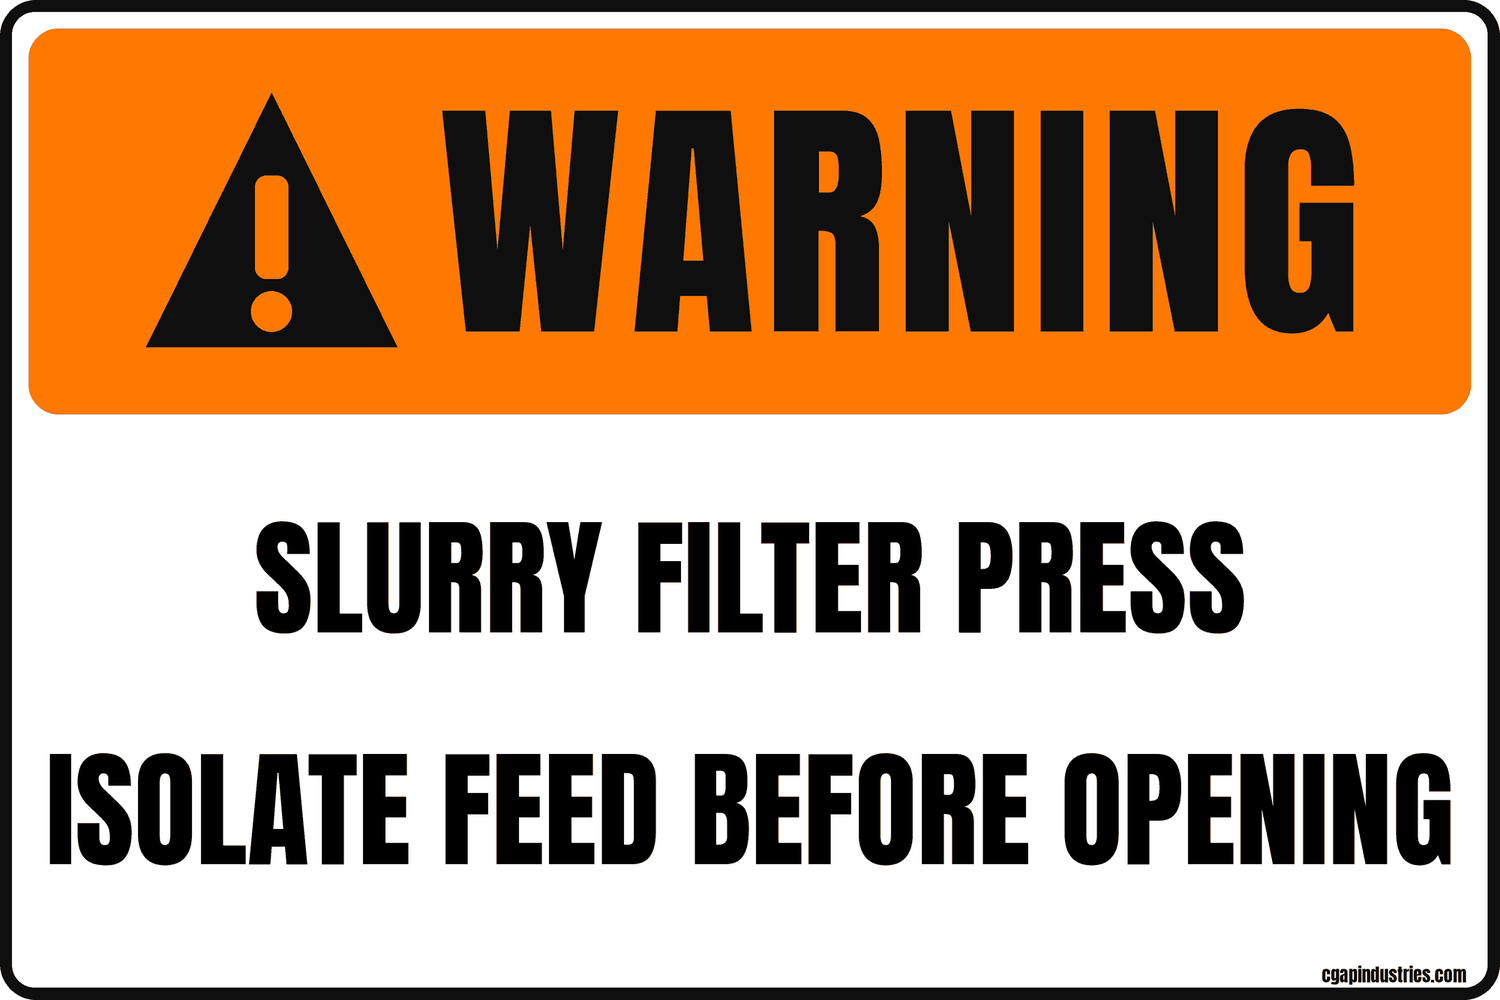 WARNING
SLURRY FILTER PRESS
ISOLATE FEED BEFORE OPENING
cgapindustries.com